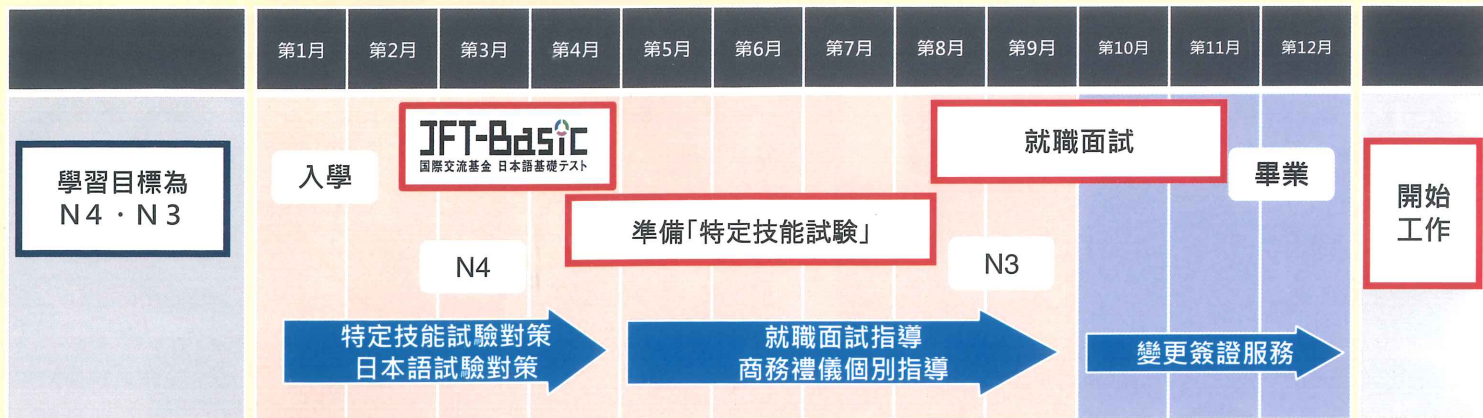 第1月
第2月
第3月
第4月
第5月
第6月
第7月
第8月
第9月
第10月
第11月
第12月
學習目標為
N4・N3
入學
JFT-Basic
国際交流基金 日本語基礎テスト
就職面試
畢業
開始
工作
準備「特定技能試驗」
N4
N3
特定技能試驗對策
日本語試驗對策
就職面試指導
商務禮儀個別指導
變更簽證服務